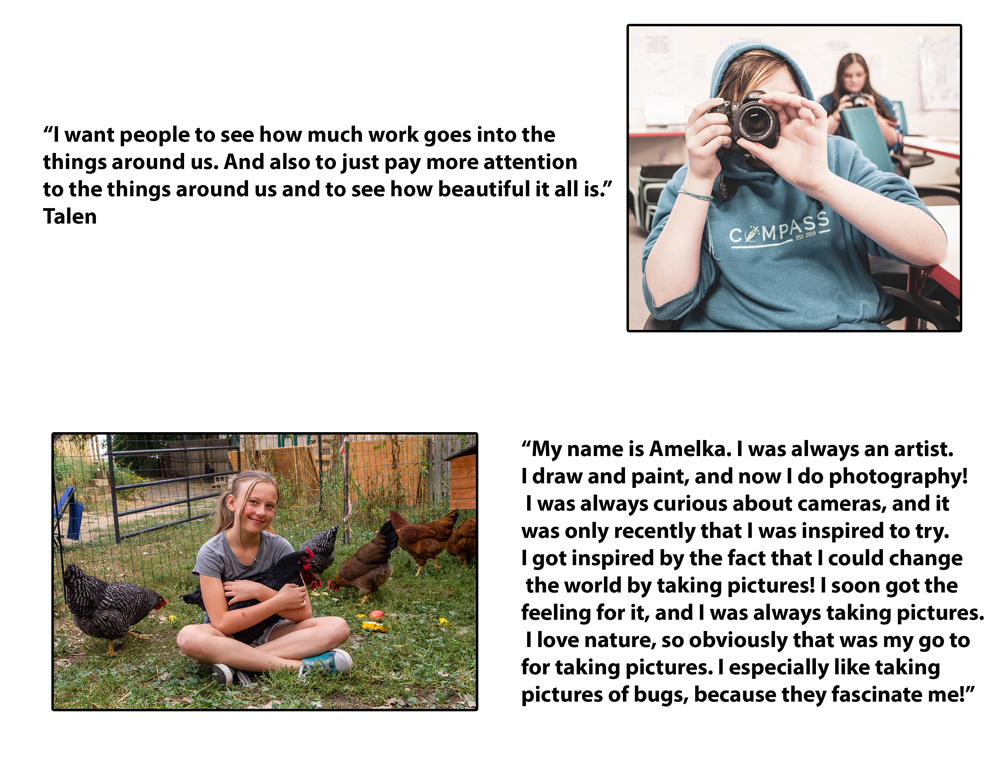 “I want people to see how much work goes into the
things around us. And also to just pay more attention
to the things around us and to see how beautiful it all is.”
Talen
COMPASS
EST 2015
“My name is Amelka. I was always an artist.
I draw and paint, and now I do photography!
I was always curious about cameras, and it
was only recently that I was inspired to try.
I got inspired by the fact that I could change
the world by taking pictures! I soon got the
feeling for it, and I was always taking pictures.
I love nature, so obviously that was my go to
for taking pictures. I especially like taking
pictures of bugs, because they fascinate me!”